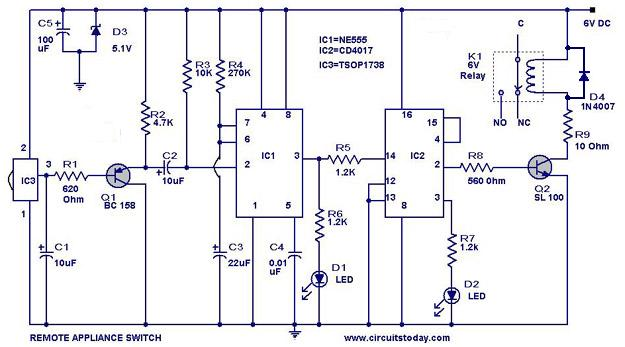 C5
100
uF
D3
5.1V
IC1=NE555
IC2=CD4017
IC3=TSOP1738
C
6V DC
K1
6V
Relay
NO
NC
D4
1N4007
R9
10 Ohm
R3
10K
R4
270K
R2
4.7K
4
8
16
7
6
2
IC1
3
1
5
R5
1.2K
15
14
IC2
2
12
13
8
3
R8
560 Ohm
Q2
SL 100
2
IC3
3
1
R1
620
Ohm
Q1
BC 158
C2
10uF
R6
1.2K
R7
1.2k
C1
10uF
C3
22uF
C4
0.01
uF
D1
LED
D2
LED
REMOTE APPLIANCE SWITCH
www.circuitstoday.com